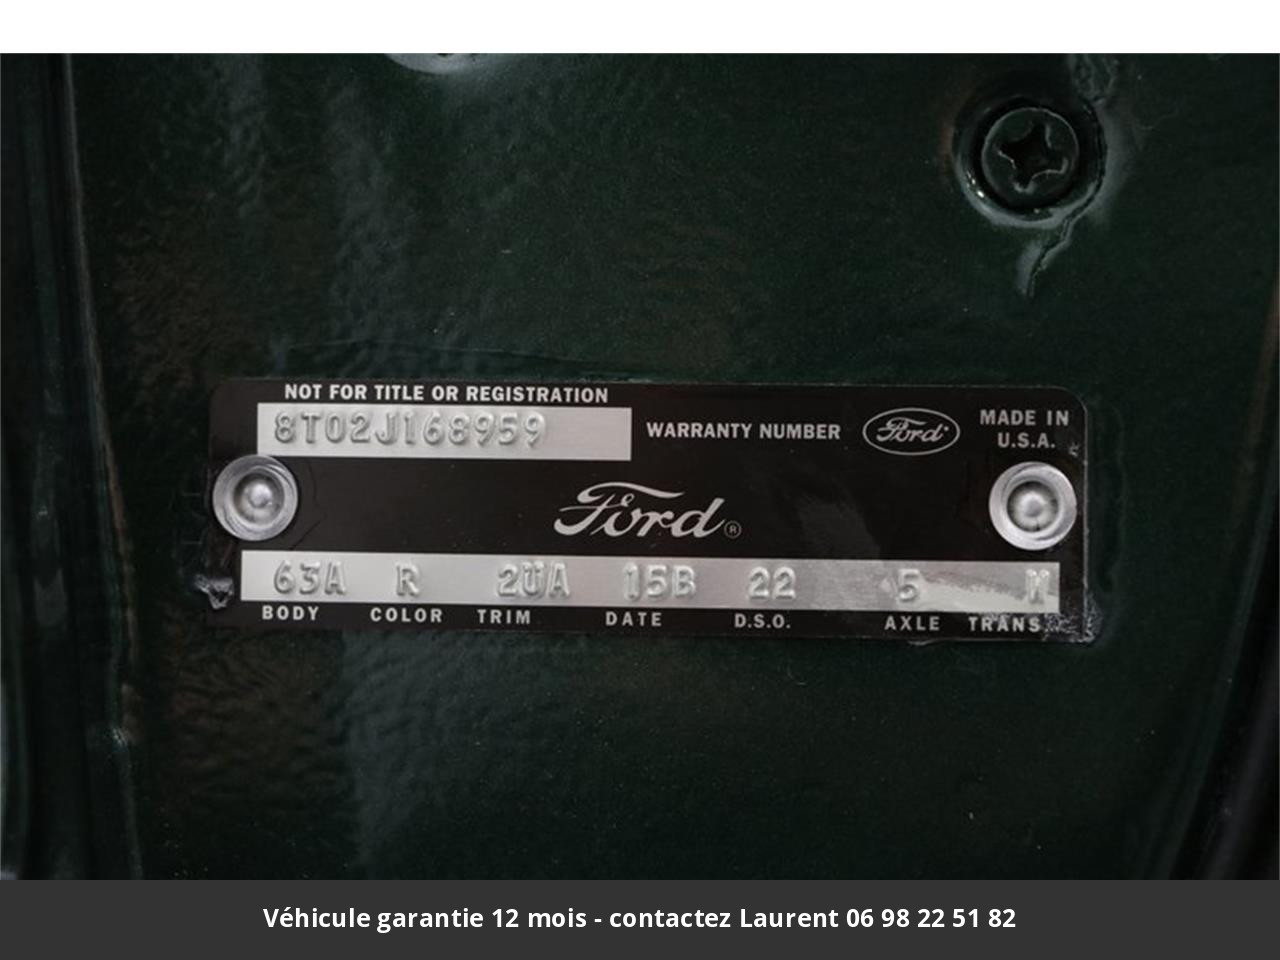 NOT FOR TITLE OR REGISTRATION
8T02J168959
WARRANTY NUMBER
Ford
MADE IN
U.S.A.
Ford®
63A R 2UA 15B 22 5 M
BODY COLOR TRIM DATE D.S.O. AXLE TRANS.
Véhicule garantie 12 mois - contactez Laurent 06 98 22 51 82